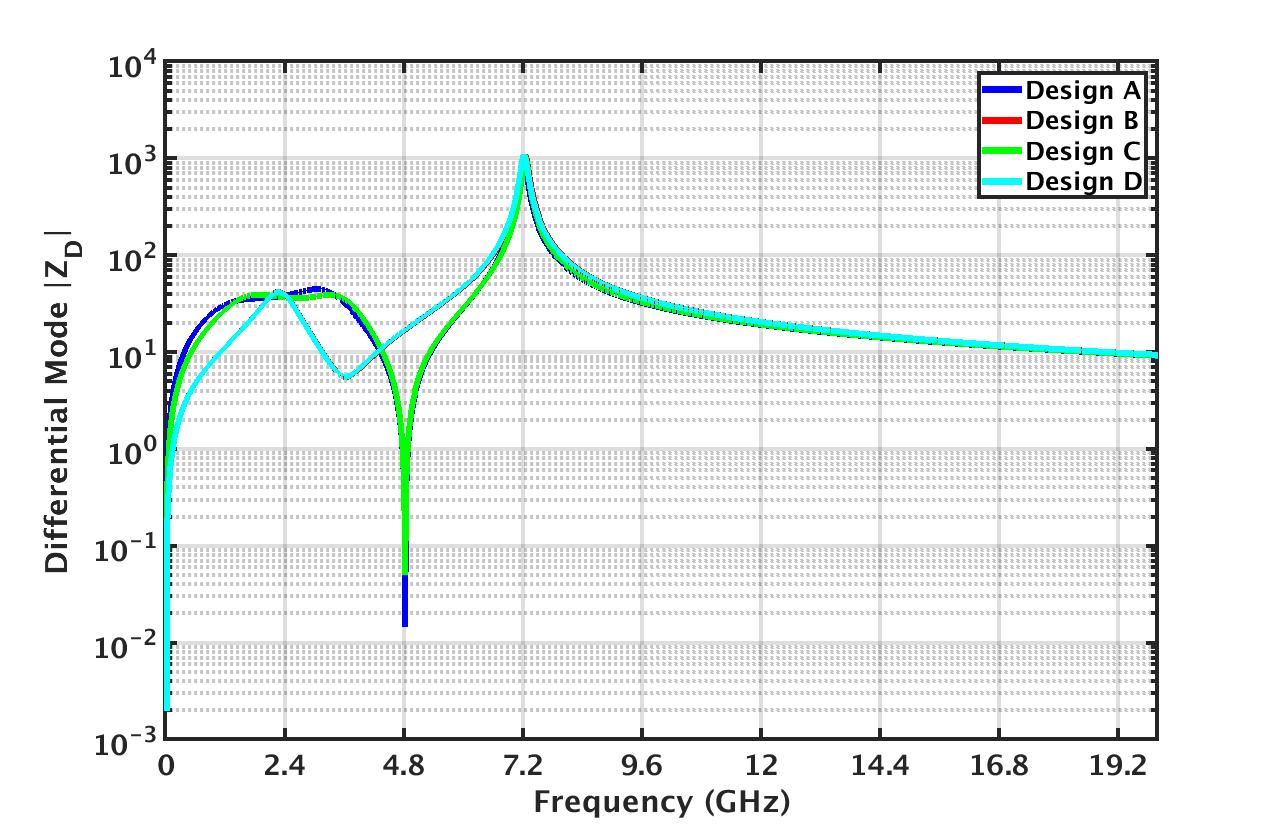 10^4
10^3
10^2
10^1
10^0
10^-1
10^-2
10^-3
Differential Mode |Z_D|
Design A
Design B
Design C
Design D
0 2.4 4.8 7.2 9.6 12 14.4 16.8 19.2
Frequency (GHz)